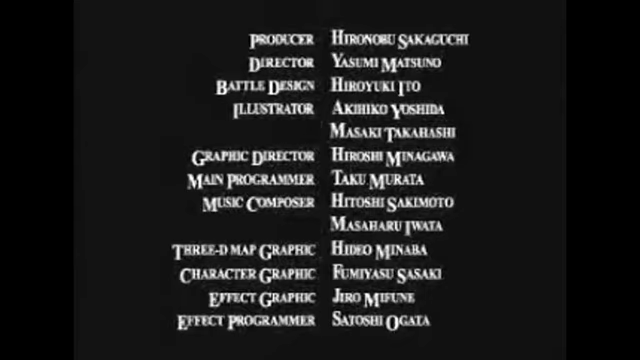 PRODUCER HIRONOBU SAKAGUCHI
DIRECTOR YASUMI MATSUNO
BATTLE DESIGN HIROYUKI ITO
ILLUSTRATOR AKIHIKO YOSHIDA
MASAKI TAKAHASHI
GRAPHIC DIRECTOR HIROSHI MINAGAWA
MAIN PROGRAMMER TAKU MURATA
MUSIC COMPOSER HITOSHI SAKIMOTO
MASAHARU IWATA
THREE-D MAP GRAPHIC HIDEO MINABA
CHARACTER GRAPHIC FUMIYASU SASAKI
EFFECT GRAPHIC JIRO MIFUNE
EFFECT PROGRAMMER SATOSHI OGATA